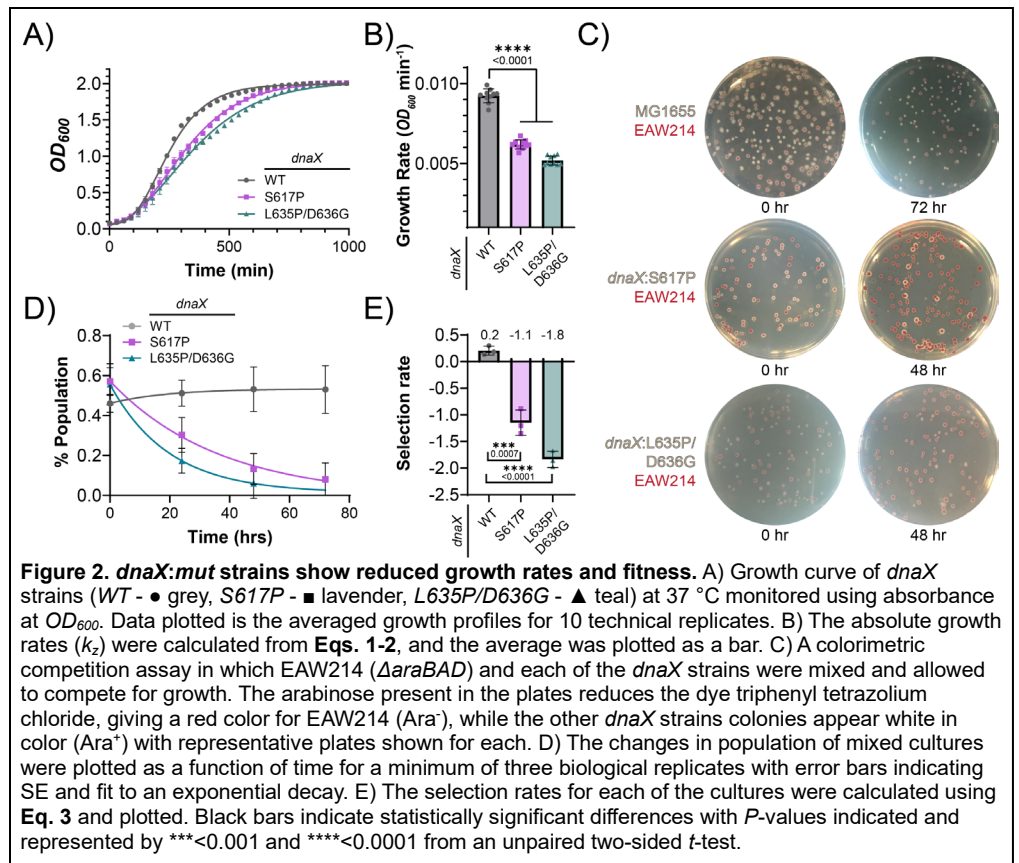 A)
OD600
2.0
1.5
1.0
0.5
0.0
0
500
1000
Time (min)
dnaX
WT
S617P
L635P/D636G
B)
Growth Rate (OD600 min-1)
0.010
0.005
****
<0.0001
dnaX
WT
S617P
L635P/
D636G
C)
MG1655
EAW214
0 hr
72 hr
dnaX:S617P
EAW214
0 hr
48 hr
dnaX:L635P/
D636G
EAW214
0 hr
48 hr
D)
dnaX
WT
S617P
L635P/D636G
% Population
0.8
0.6
0.4
0.2
0.0
0
20
40
60
80
Time (hrs)
E)
Selection rate
0.5
0.0
-0.5
-1.0
-1.5
-2.0
-2.5
0.2
-1.1
-1.8
***
0.0007
****
<0.0001
dnaX
WT
S617P
L635P/
D636G
Figure 2. dnaX:mut strains show reduced growth rates and fitness. A) Growth curve of dnaX
strains (WT - ● grey, S617P - ■ lavender, L635P/D636G - ▲ teal) at 37 °C monitored using absorbance
at OD600. Data plotted is the averaged growth profiles for 10 technical replicates. B) The absolute growth
rates (kz) were calculated from Eqs. 1-2, and the average was plotted as a bar. C) A colorimetric
competition assay in which EAW214 (ΔaraBAD) and each of the dnaX strains were mixed and allowed
to compete for growth. The arabinose present in the plates reduces the dye triphenyl tetrazolium
chloride, giving a red color for EAW214 (Ara-), while the other dnaX strains colonies appear white in
color (Ara+) with representative plates shown for each. D) The changes in population of mixed cultures
were plotted as a function of time for a minimum of three biological replicates with error bars indicating
SE and fit to an exponential decay. E) The selection rates for each of the cultures were calculated using
Eq. 3 and plotted. Black bars indicate statistically significant differences with P-values indicated and
represented by ***<0.001 and ****<0.0001 from an unpaired two-sided t-test.